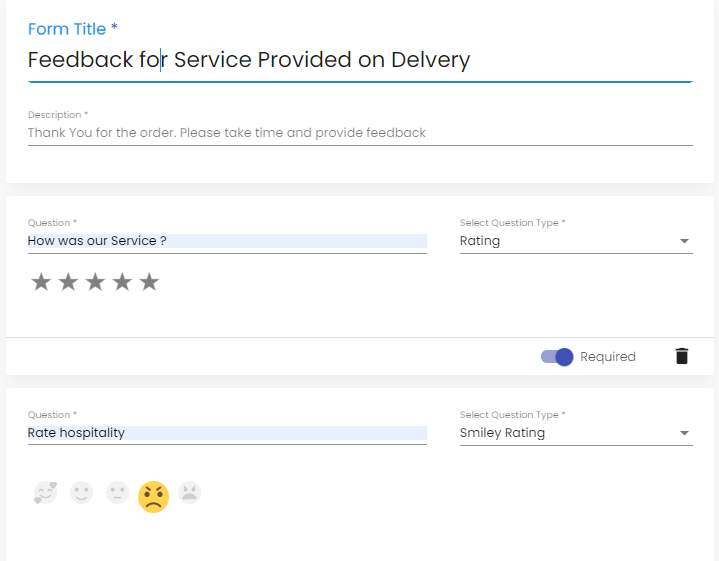 Form Title *
Feedback for Service Provided on Delvery
Description *
Thank You for the order. Please take time and provide feedback
Question *
Select Question Type *
How was our Service ?
Rating
Required
Question *
Select Question Type *
Rate hospitality
Smiley Rating